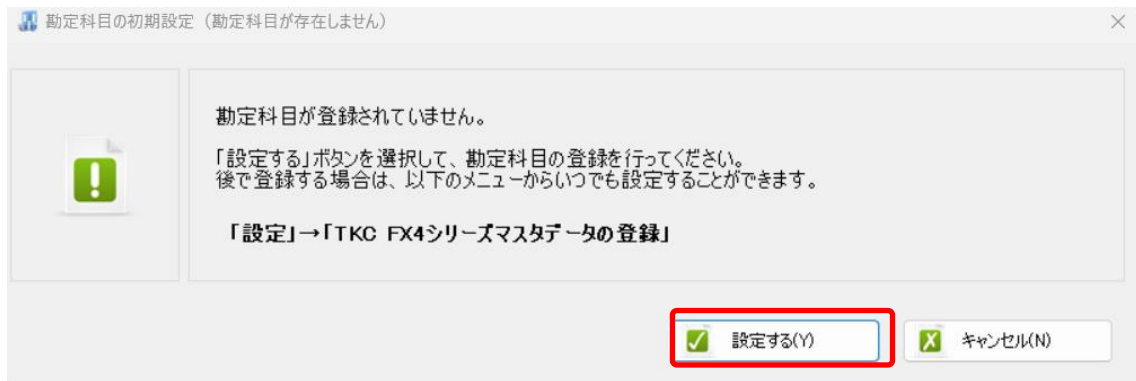 勘定科目の初期設定（勘定科目が存在しません）
勘定科目が登録されていません。
「設定する」ボタンを選択して、勘定科目の登録を行ってください。
後で登録する場合は、以下のメニューからいつでも設定することができます。
「設定」→「TKC FX4シリーズマスタデータの登録」
設定する(Y)
キャンセル(N)